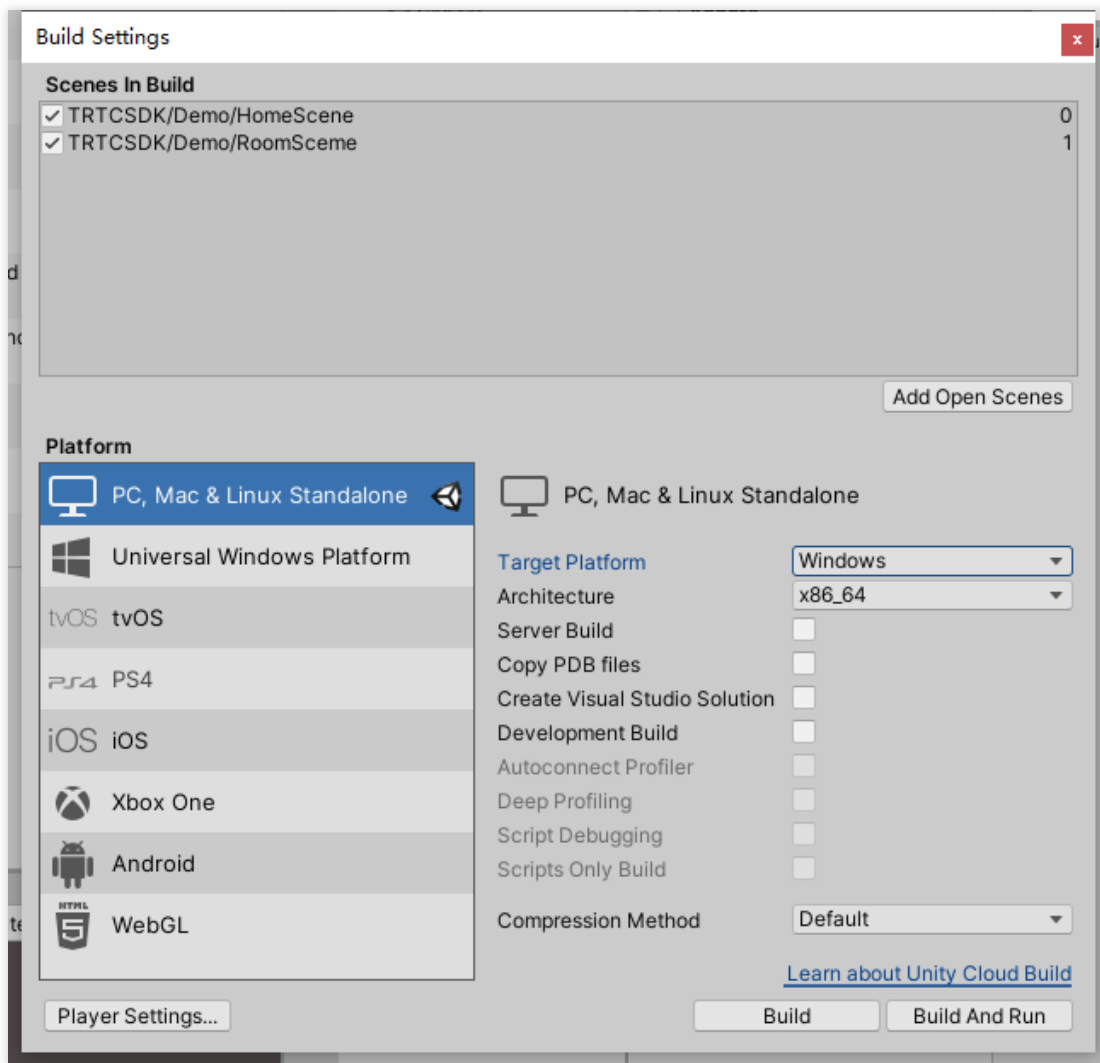 Build Settings
x
Scenes In Build
TRTCSDK/Demo/HomeScene 0
TRTCSDK/Demo/RoomSceme 1
Add Open Scenes
Platform
PC, Mac & Linux Standalone
Universal Windows Platform
tvOS tvOS
PS4 PS4
iOS iOS
Xbox One
Android
HTML 5 WebGL
PC, Mac & Linux Standalone
Target Platform Windows
Architecture x86_64
Server Build
Copy PDB files
Create Visual Studio Solution
Development Build
Autoconnect Profiler
Deep Profiling
Script Debugging
Scripts Only Build
Compression Method Default
Learn about Unity Cloud Build
Player Settings... Build Build And Run